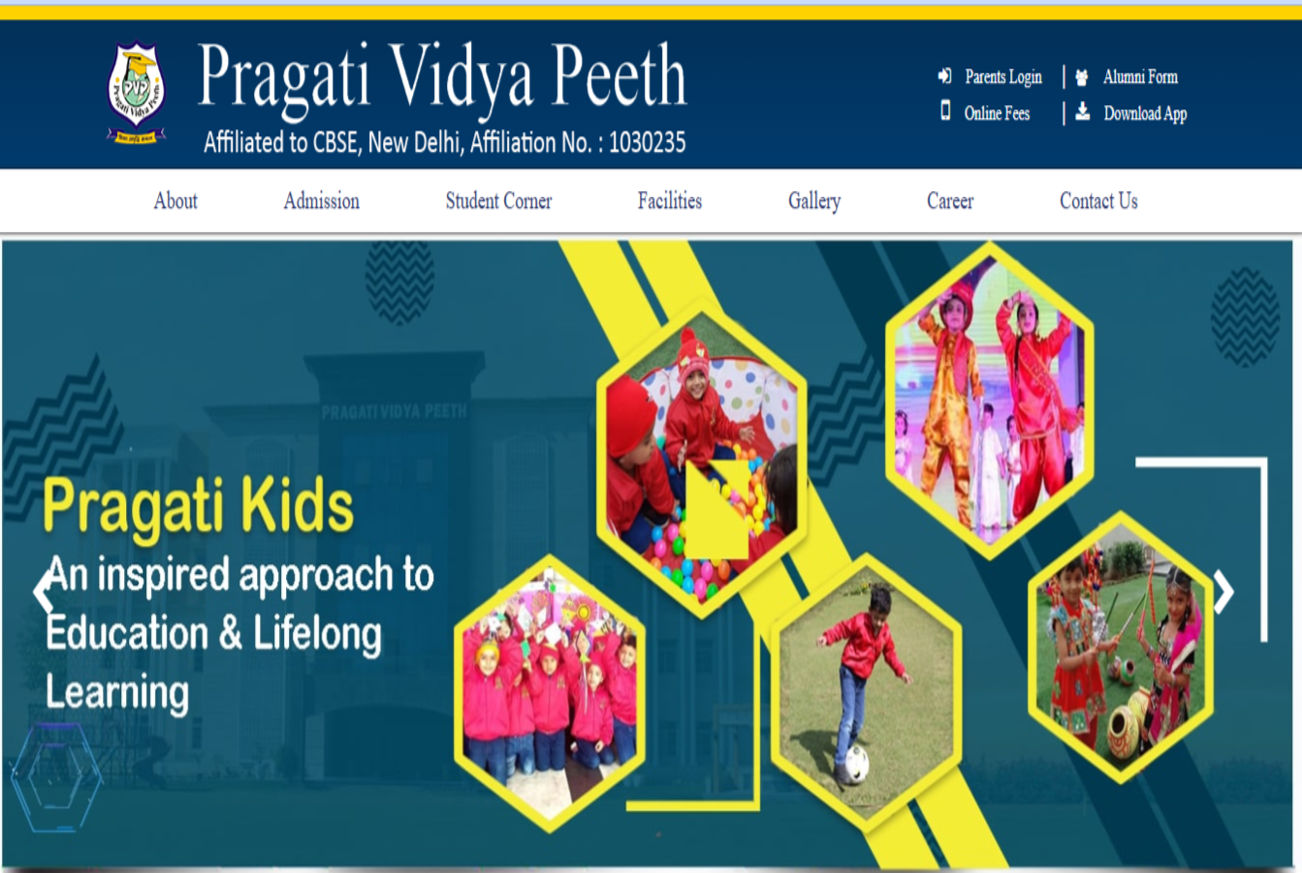 Pragati Vidya Peeth
Affiliated to CBSE, New Delhi, Affiliation No. : 1030235
PVP
Pragati Vidya Peeth
Parents Login
Alumni Form
Online Fees
Download App
About
Admission
Student Corner
Facilities
Gallery
Career
Contact Us
PRAGATI VIDYA PEETH
Pragati Kids
An inspired approach to
Education & Lifelong
Learning